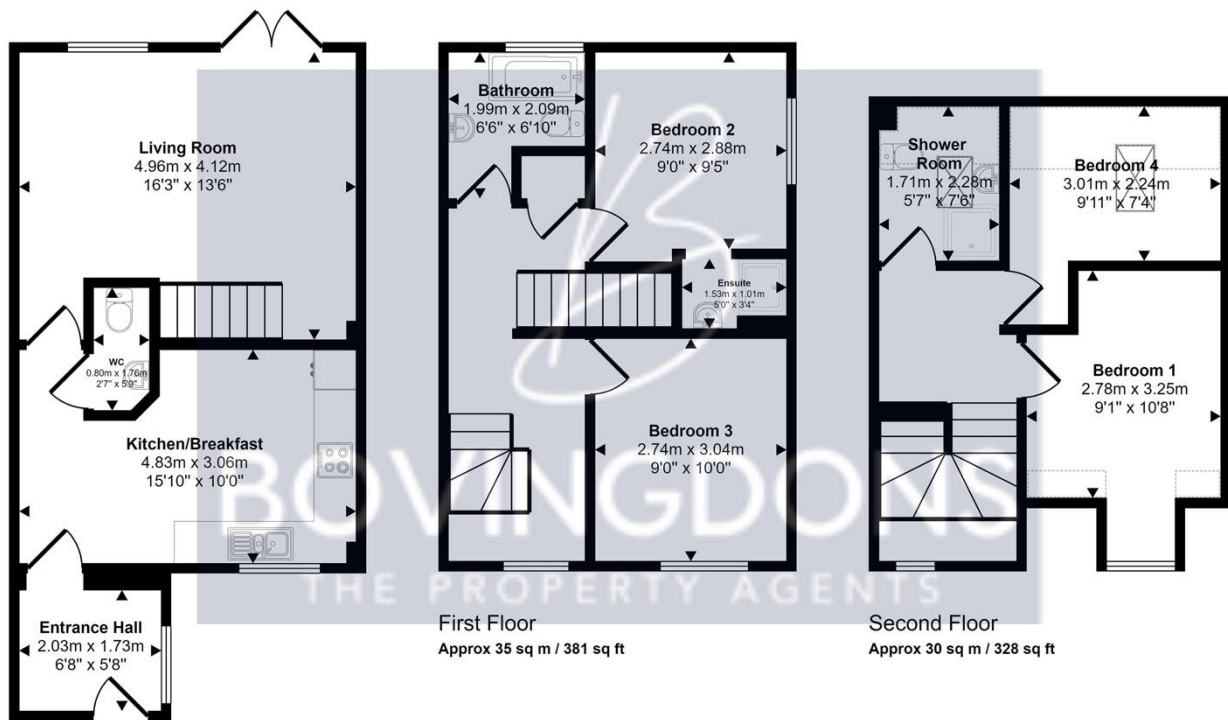 Living Room
4.96m x 4.12m
16'3" x 13'6"
WC
0.80m x 1.76m
2'7" x 5'9"
Kitchen/Breakfast
4.83m x 3.06m
15'10" x 10'0"
Entrance Hall
2.03m x 1.73m
6'8" x 5'8"
Bathroom
1.99m x 2.09m
6'6" x 6'10"
Bedroom 2
2.74m x 2.88m
9'0" x 9'5"
Ensuite
1.53m x 1.01m
5'0" x 3'4"
Bedroom 3
2.74m x 3.04m
9'0" x 10'0"
First Floor
Approx 35 sq m / 381 sq ft
Shower
Room
1.71m x 2.28m
5'7" x 7'6"
Bedroom 4
3.01m x 2.24m
9'11" x 7'4"
Bedroom 1
2.78m x 3.25m
9'1" x 10'8"
Second Floor
Approx 30 sq m / 328 sq ft
B
BOVINGDONS
THE PROPERTY AGENTS